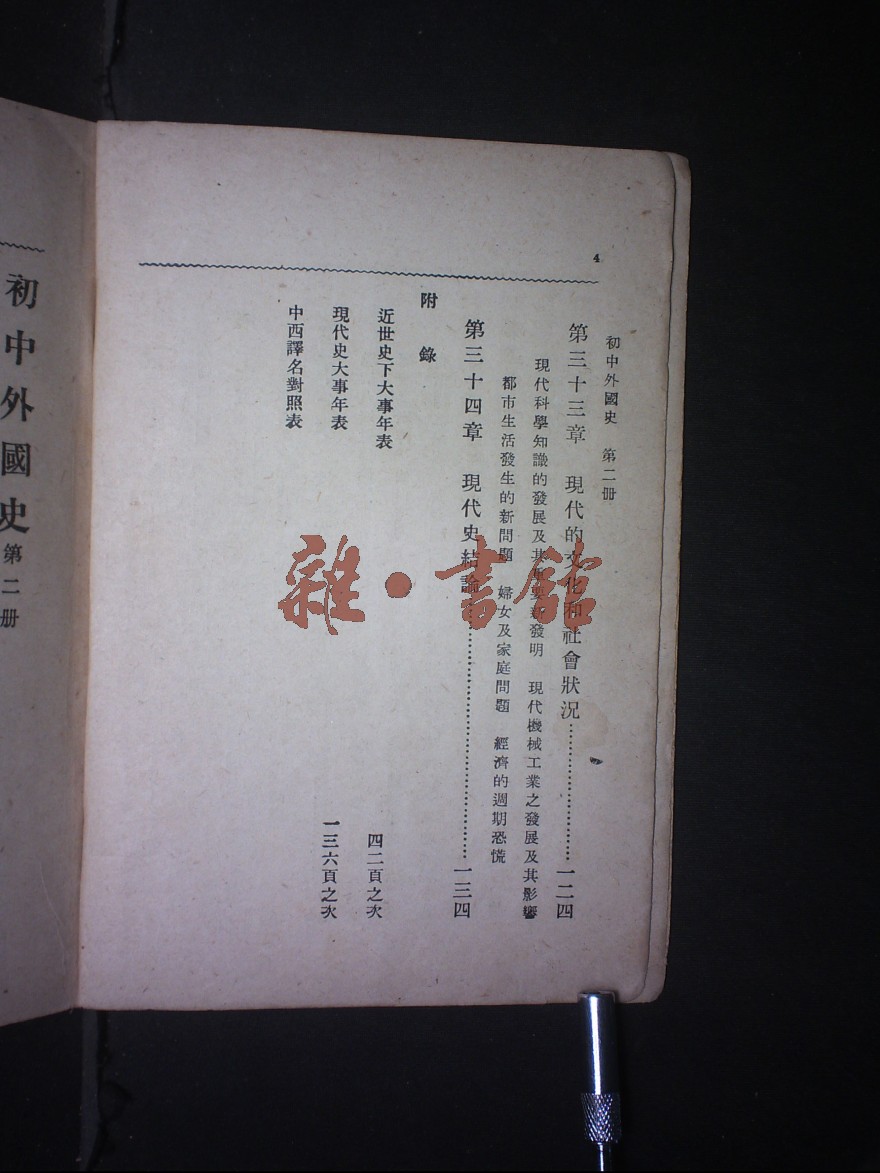 4
初中外國史 第二册
第三十三章 現代的文化和社會狀况……………………一二四
現代科學知識的發展及其重要新發明 現代機械工業之發展及其影響
都市生活發生的新問題 婦女及家庭問題 經濟的週期恐慌
第三十四章 現代史結論……………………一三四
附錄
近世史下大事年表 四二頁之次
現代史大事年表 一三六頁之次
中西譯名對照表
初中外國史 第二册
雜·書館